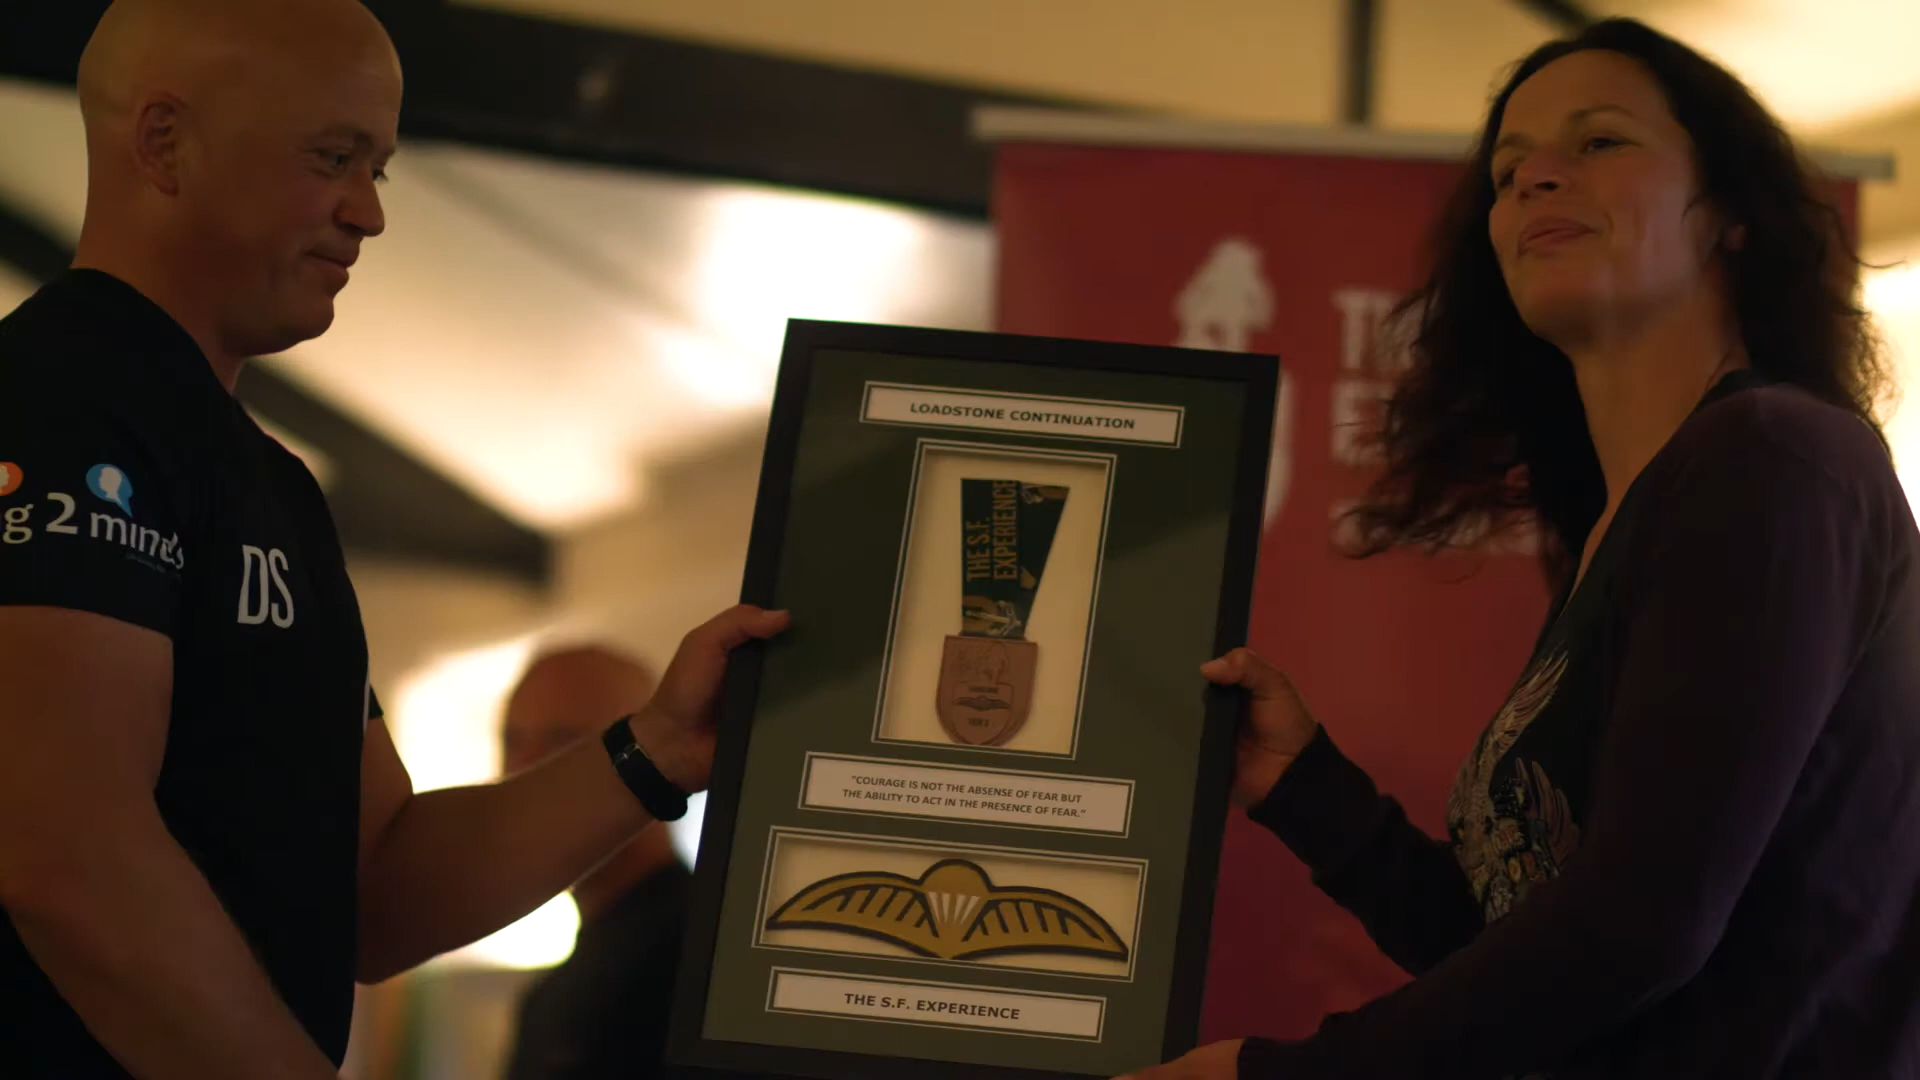 LOADSTONE CONTINUATION
THE S.F.
EXPERIENCE
"COURAGE IS NOT THE ABSENSE OF FEAR BUT
THE ABILITY TO ACT IN THE PRESENCE OF FEAR."
THE S.F. EXPERIENCE
g 2 minds
DS